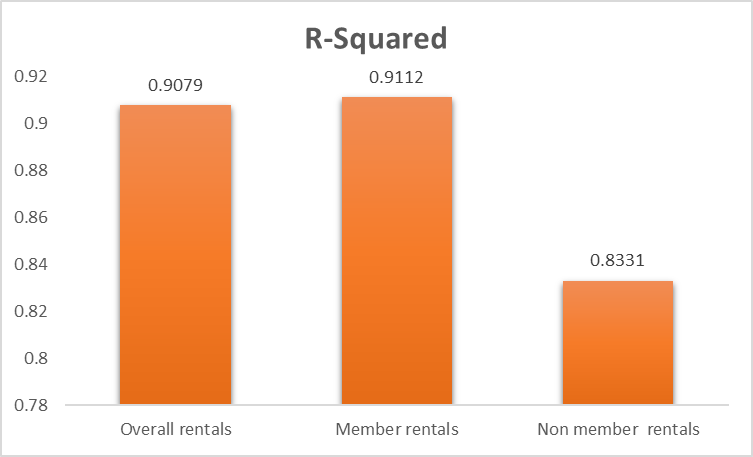 R-Squared
0.92
0.9
0.88
0.86
0.84
0.82
0.8
0.78
0.9079
0.9112
0.8331
Overall rentals
Member rentals
Non member  rentals